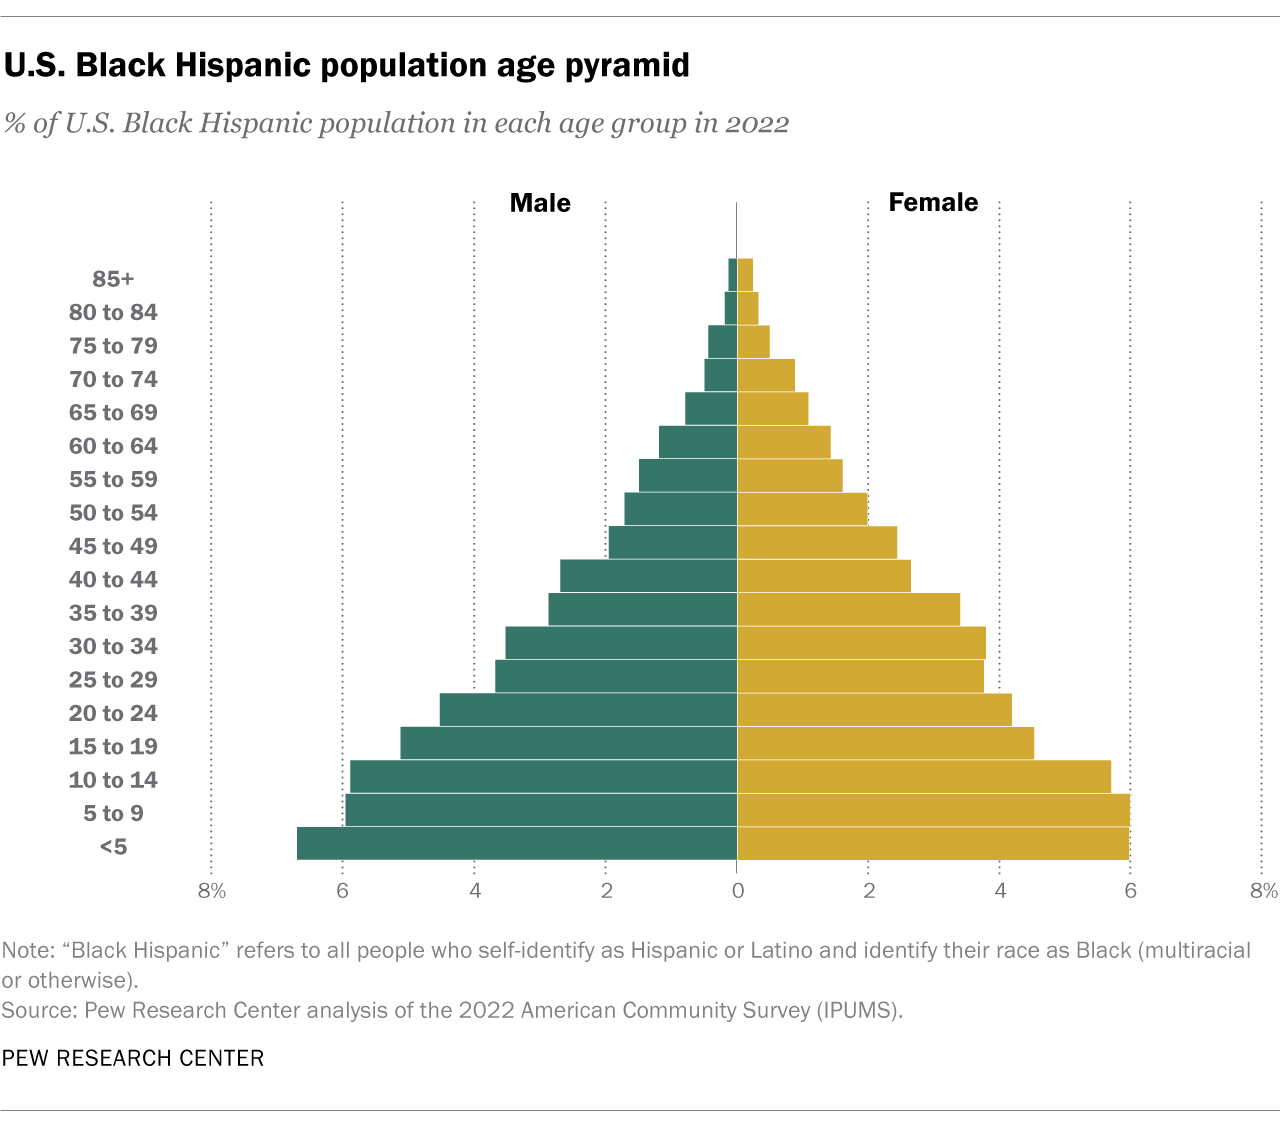 U.S. Black Hispanic population age pyramid
% of U.S. Black Hispanic population in each age group in 2022
Male Female
85+
80 to 84
75 to 79
70 to 74
65 to 69
60 to 64
55 to 59
50 to 54
45 to 49
40 to 44
35 to 39
30 to 34
25 to 29
20 to 24
15 to 19
10 to 14
5 to 9
<5
8% 6 4 2 0 2 4 6 8%
Note: “Black Hispanic” refers to all people who self-identify as Hispanic or Latino and identify their race as Black (multiracial
or otherwise).
Source: Pew Research Center analysis of the 2022 American Community Survey (IPUMS).
PEW RESEARCH CENTER